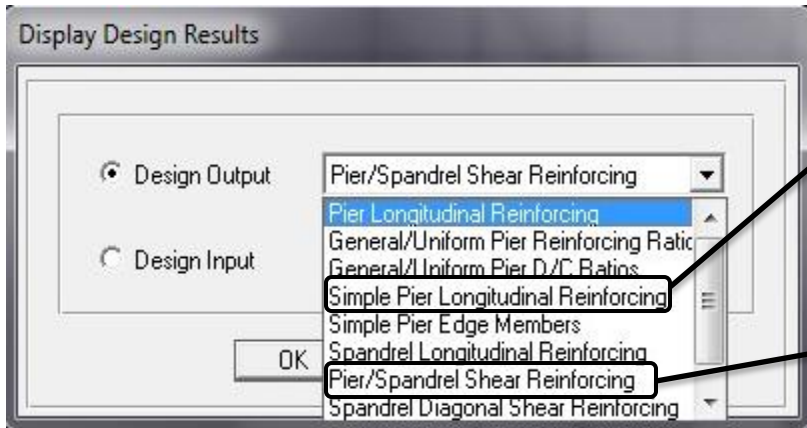 Display Design Results
Design Output
Pier/Spandrel Shear Reinforcing
Pier Longitudinal Reinforcing
General/Uniform Pier Reinforcing Ratic
General/Uniform Pier D/C Ratios
Design Input
Simple Pier Longitudinal Reinforcing
Simple Pier Edge Members
Spandrel Longitudinal Reinforcing
OK
Pier/Spandrel Shear Reinforcing
Spandrel Diagonal Shear Reinforcing